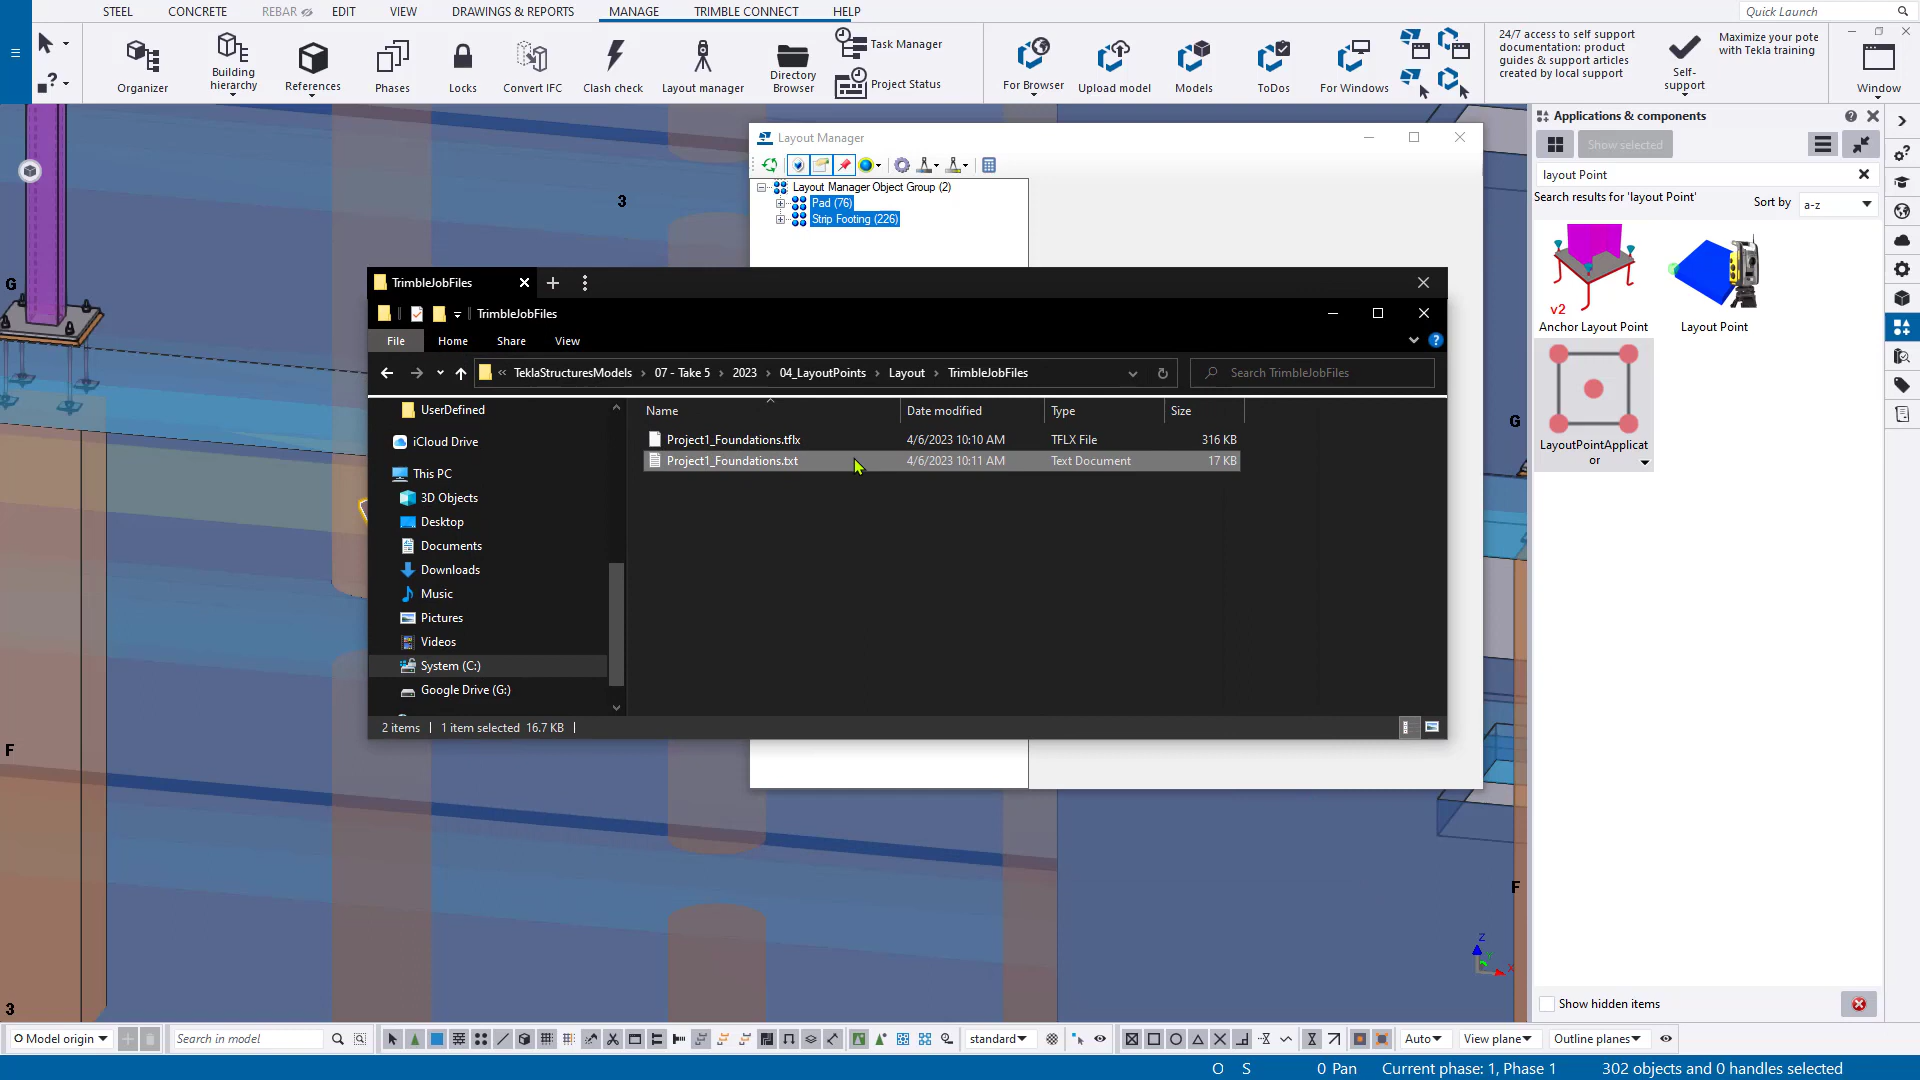 STEEL CONCRETE REBAR EDIT VIEW DRAWINGS & REPORTS MANAGE TRIMBLE CONNECT HELP Quick Launch
Organizer
Building
hierarchy
References
Phases
Locks
Convert IFC
Clash check
Layout manager
Directory
Browser
Task Manager
Project Status
For Browser
Upload model
Models
ToDos
For Windows
24/7 access to self support
documentation: product
guides & support articles
created by local support
Self-
support
Maximize your pote
with Tekla training
Window
Layout Manager
Layout Manager Object Group (2)
Pad (76)
Strip Footing (226)
Applications & components
Show selected
layout Point
Search results for 'layout Point'
Sort by a-z
v2
Anchor Layout Point
Layout Point
LayoutPointApplicat
or
Show hidden items
TrimbleJobFiles
TrimbleJobFiles
File Home Share View
« TeklaStructuresModels › 07 - Take 5 › 2023 › 04_LayoutPoints › Layout › TrimbleJobFiles
Search TrimbleJobFiles
UserDefined
iCloud Drive
This PC
3D Objects
Desktop
Documents
Downloads
Music
Pictures
Videos
System (C:)
Google Drive (G:)
Name Date modified Type Size
Project1_Foundations.tflx 4/6/2023 10:10 AM TFLX File 316 KB
Project1_Foundations.txt 4/6/2023 10:11 AM Text Document 17 KB
2 items 1 item selected 16.7 KB
3
G
G
F
F
3
Z
X
Model origin
Search in model
standard
Auto
View plane
Outline planes
O S 0 Pan Current phase: 1, Phase 1 302 objects and 0 handles selected